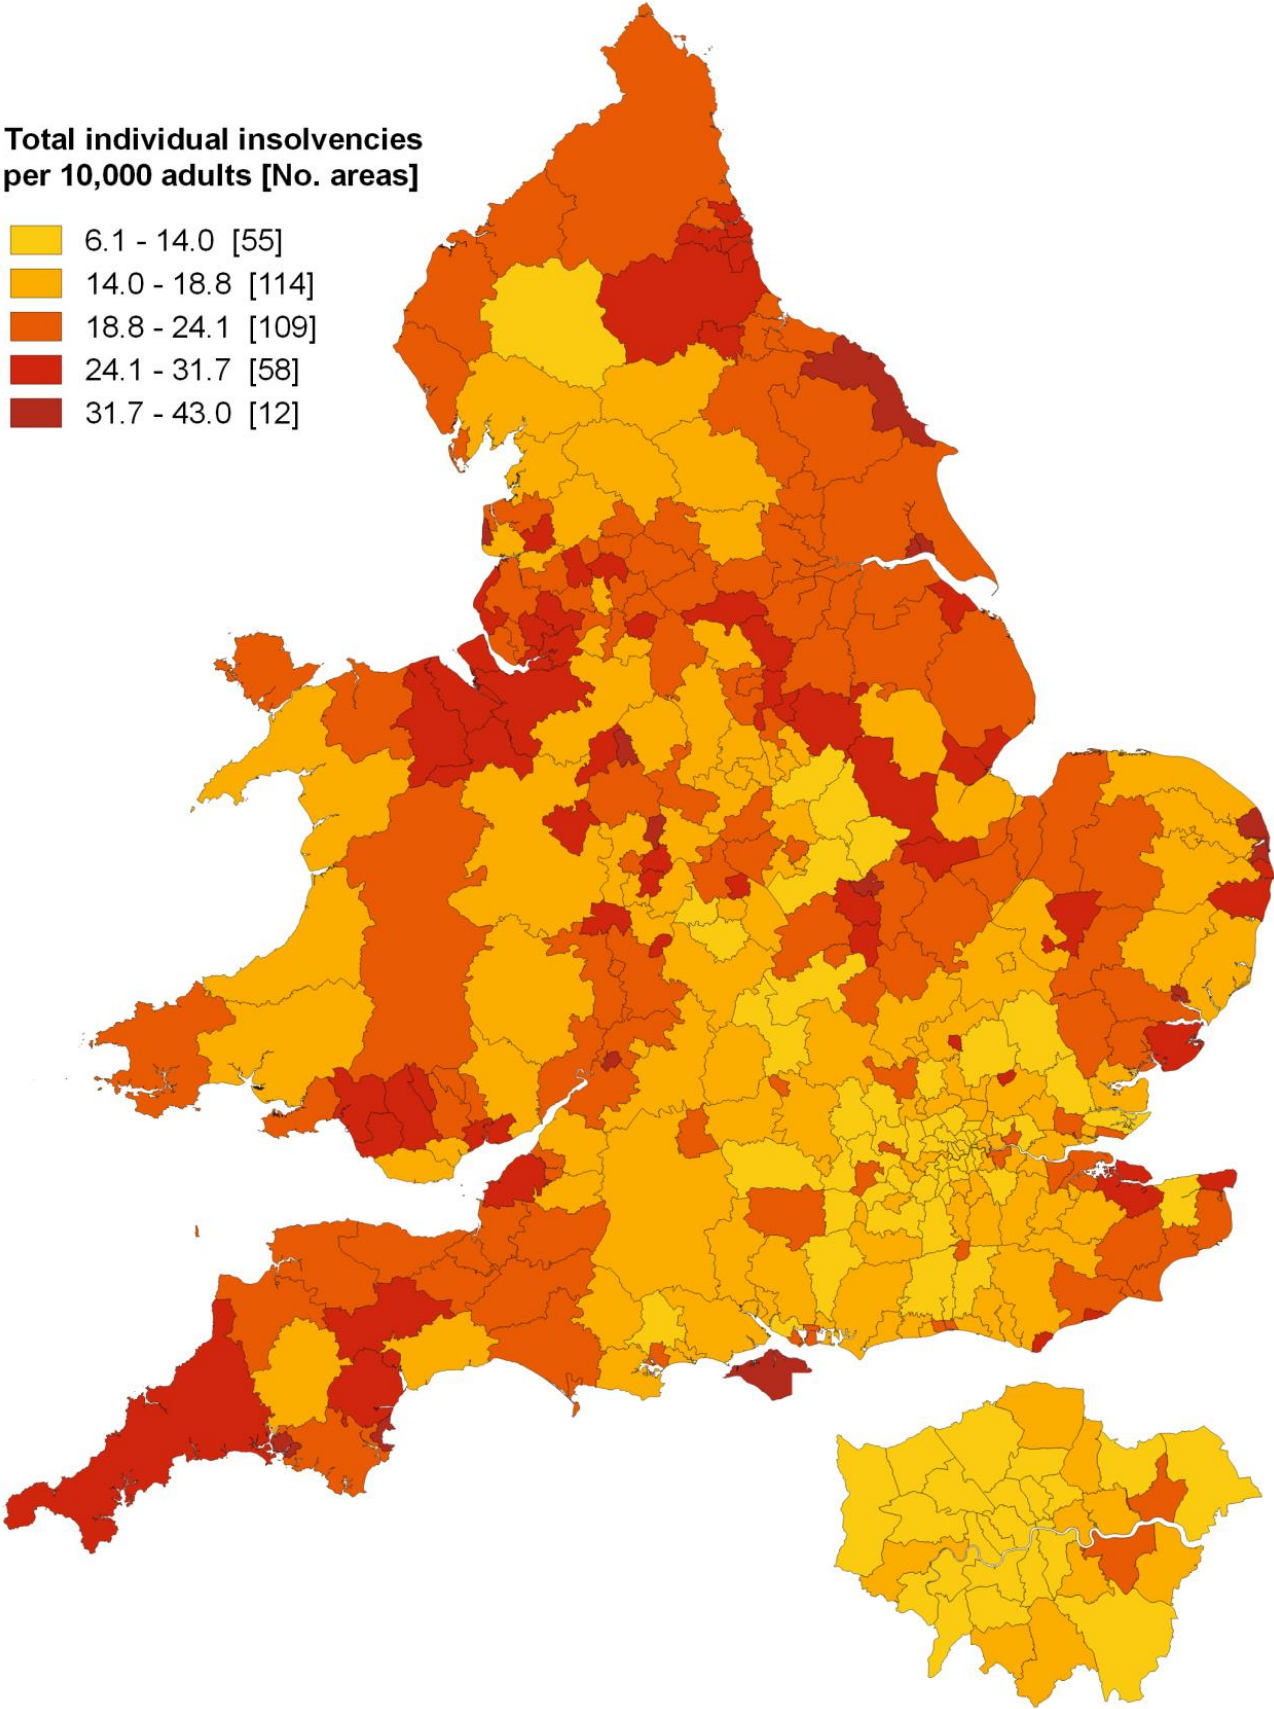 Total individual insolvencies
per 10,000 adults [No. areas]
6.1 - 14.0 [55]
14.0 - 18.8 [114]
18.8 - 24.1 [109]
24.1 - 31.7 [58]
31.7 - 43.0 [12]